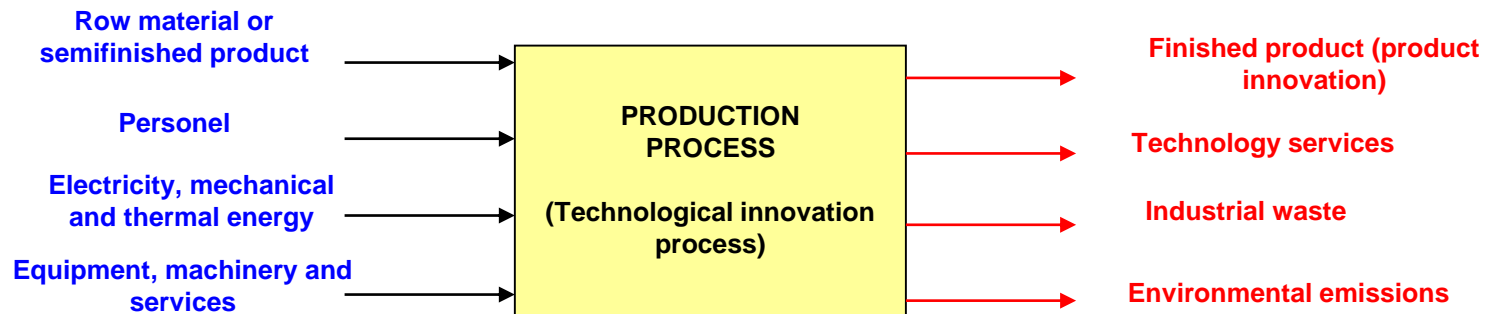 Row material or
semifinished product
Personel
Electricity, mechanical
and thermal energy
Equipment, machinery and
services
PRODUCTION
PROCESS
(Technological innovation
process)
Finished product (product
innovation)
Technology services
Industrial waste
Environmental emissions